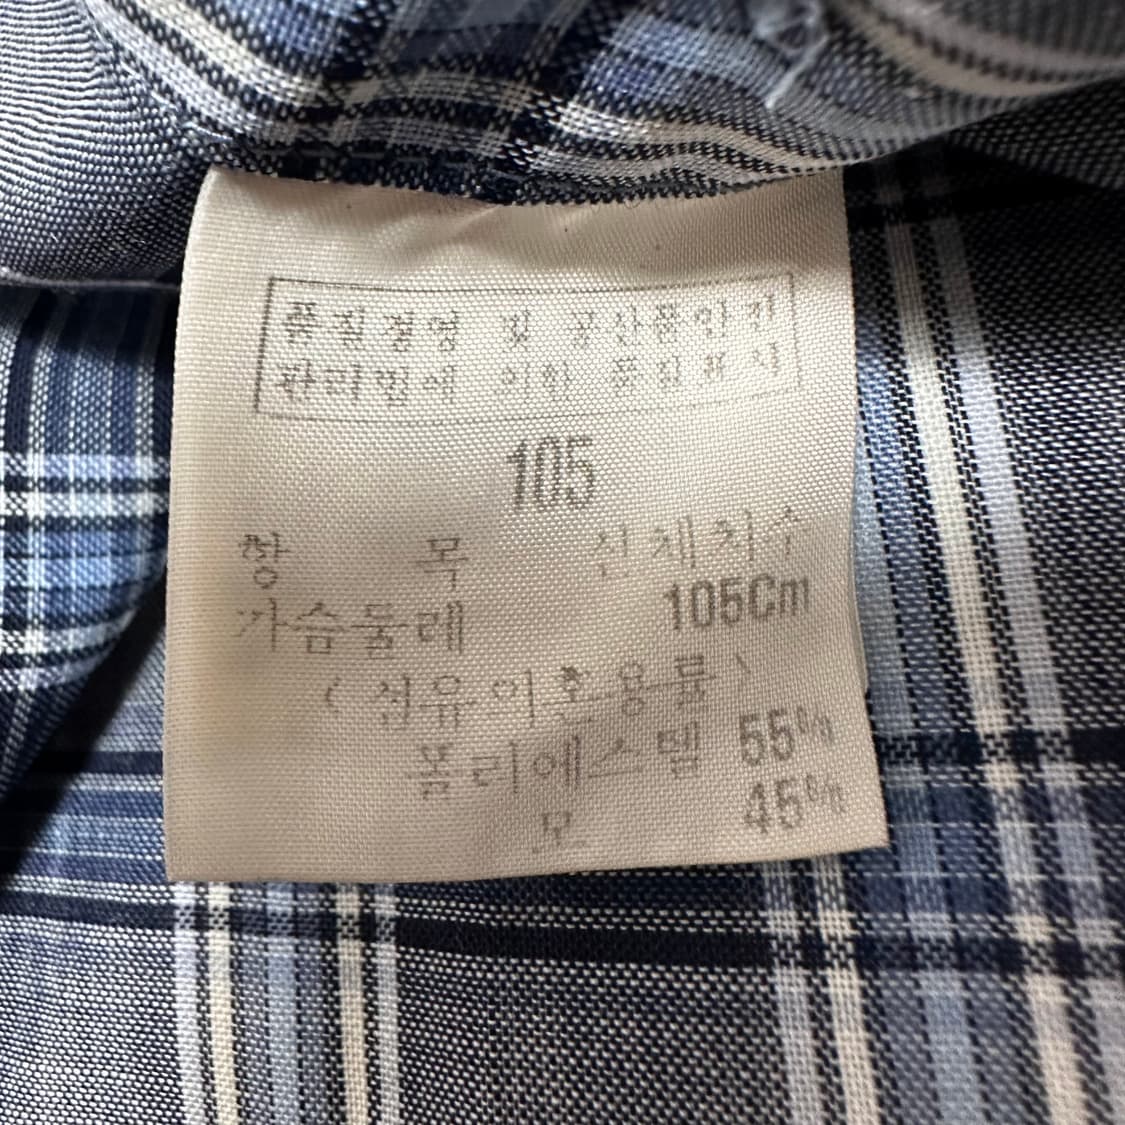 품질경영 및 공산품안전
관리법에 의한 품질표시
105
항 목 신체치수
가슴둘레 105Cm
( 섬유의혼용율 )
폴리에스텔 55%
모 45%